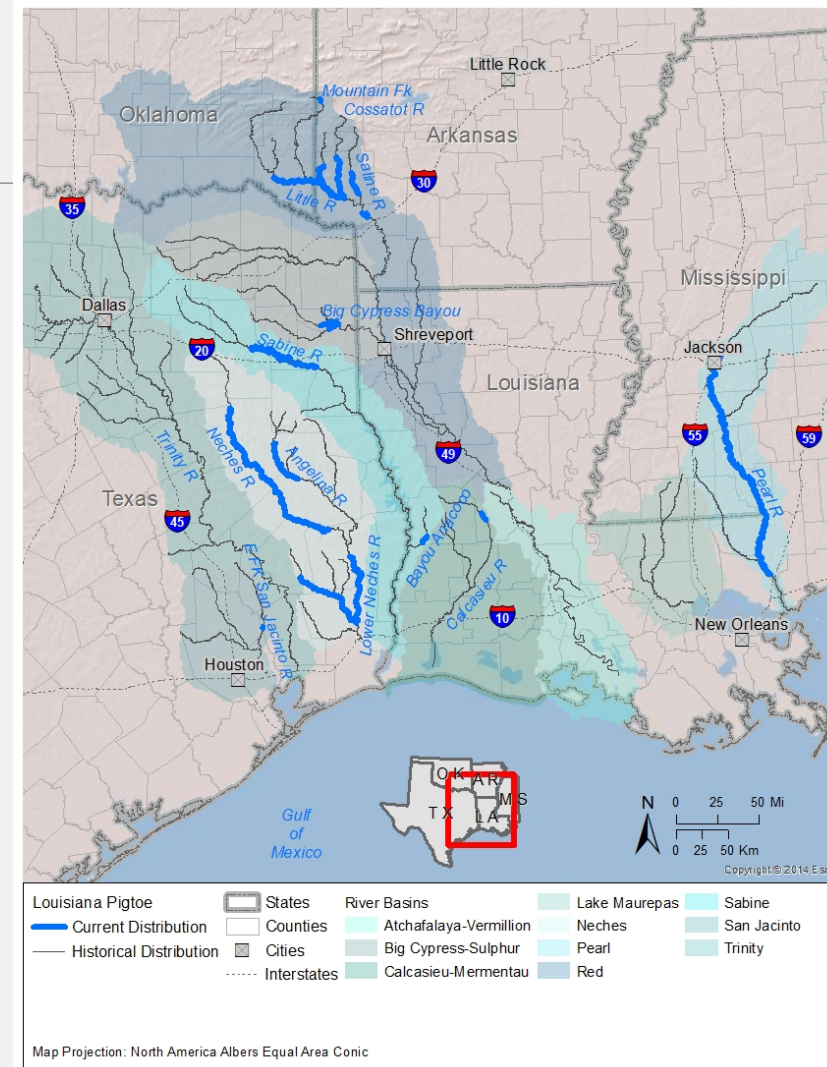 Little Rock
Mountain Fk
Cossatot R
Oklahoma
Arkansas
Saline R
30
Little R
35
Mississippi
Dallas
Big Cypress Bayou
Shreveport
Sabine R
20
Jackson
Louisiana
55
59
49
Neches R
Angelina R
Trinity R
Pearl R
Texas
45
Bayou Anacoco
E FK San Jacinto R
Lower Neches R
Calcasieu R
10
New Orleans
Houston
OK
AR
MS
TX
LA
Gulf
of
Mexico
N
0 25 50 Mi
0 25 50 Km
Copyright:© 2014 Esri
Louisiana Pigtoe
Current Distribution
Historical Distribution
States
Counties
Cities
Interstates
River Basins
Atchafalaya-Vermillion
Big Cypress-Sulphur
Calcasieu-Mermentau
Lake Maurepas
Neches
Pearl
Red
Sabine
San Jacinto
Trinity
Map Projection: North America Albers Equal Area Conic